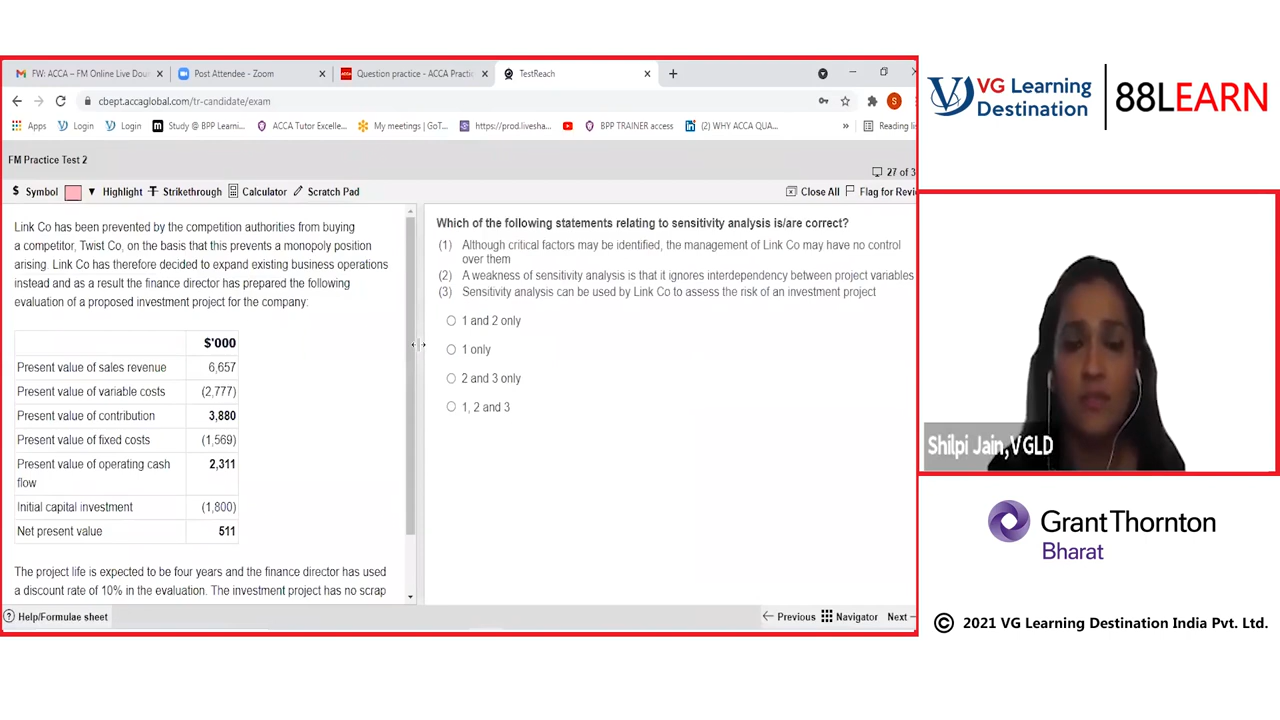 FW: ACCA – FM Online Live Dou
Post Attendee - Zoom
Question practice - ACCA Practic
TestReach
cbept.accaglobal.com/tr-candidate/exam
Apps
Login
Login
Study @ BPP Learni...
ACCA Tutor Excelle...
My meetings | GoT...
https://prod.livesha...
BPP TRAINER access
(2) WHY ACCA QUA...
Reading lis
FM Practice Test 2
27 of 3
$ Symbol
Highlight
Strikethrough
Calculator
Scratch Pad
Close All
Flag for Revie
Link Co has been prevented by the competition authorities from buying
a competitor, Twist Co, on the basis that this prevents a monopoly position
arising. Link Co has therefore decided to expand existing business operations
instead and as a result the finance director has prepared the following
evaluation of a proposed investment project for the company:
$'000
Present value of sales revenue 6,657
Present value of variable costs (2,777)
Present value of contribution 3,880
Present value of fixed costs (1,569)
Present value of operating cash 2,311
flow
Initial capital investment (1,800)
Net present value 511
The project life is expected to be four years and the finance director has used
a discount rate of 10% in the evaluation. The investment project has no scrap
Which of the following statements relating to sensitivity analysis is/are correct?
(1) Although critical factors may be identified, the management of Link Co may have no control
over them
(2) A weakness of sensitivity analysis is that it ignores interdependency between project variables
(3) Sensitivity analysis can be used by Link Co to assess the risk of an investment project
1 and 2 only
1 only
2 and 3 only
1, 2 and 3
Help/Formulae sheet
Previous
Navigator
Next
VG Learning
Destination
88LEARN
Shilpi Jain,VGLD
Grant Thornton
Bharat
© 2021 VG Learning Destination India Pvt. Ltd.